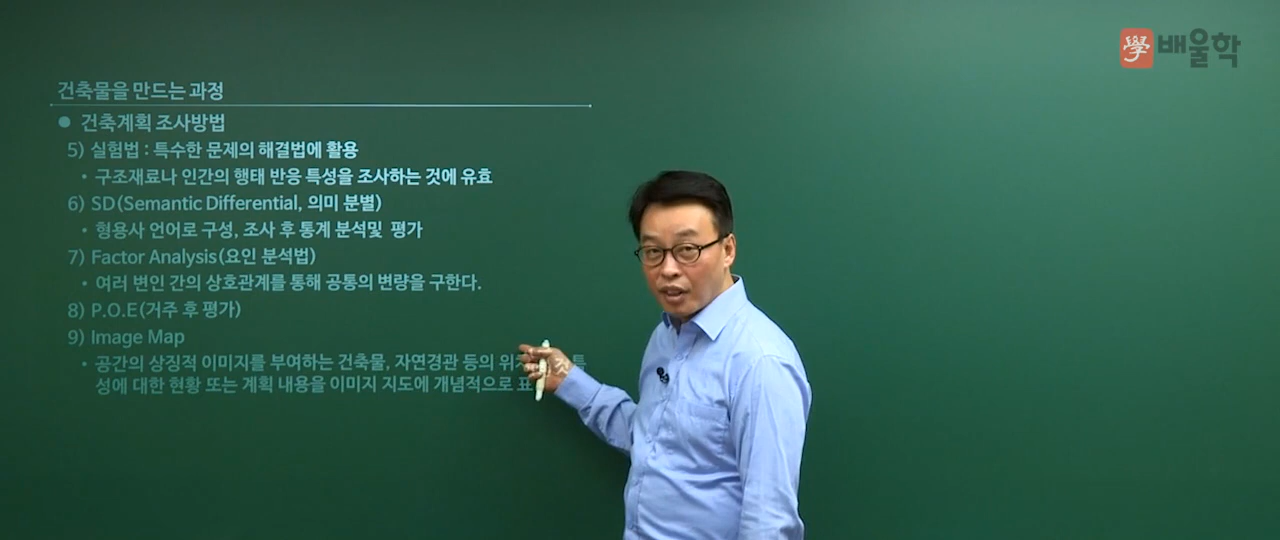 學 배울학
건축물을 만드는 과정
● 건축계획 조사방법
5) 실험법 : 특수한 문제의 해결법에 활용
• 구조재료나 인간의 행태 반응 특성을 조사하는 것에 유효
6) SD(Semantic Differential, 의미 분별)
• 형용사 언어로 구성, 조사 후 통계 분석및 평가
7) Factor Analysis(요인 분석법)
• 여러 변인 간의 상호관계를 통해 공통의 변량을 구한다.
8) P.O.E(거주 후 평가)
9) Image Map
• 공간의 상징적 이미지를 부여하는 건축물, 자연경관 등의 특
성에 대한 현황 또는 계획 내용을 이미지 지도에 개념적으로